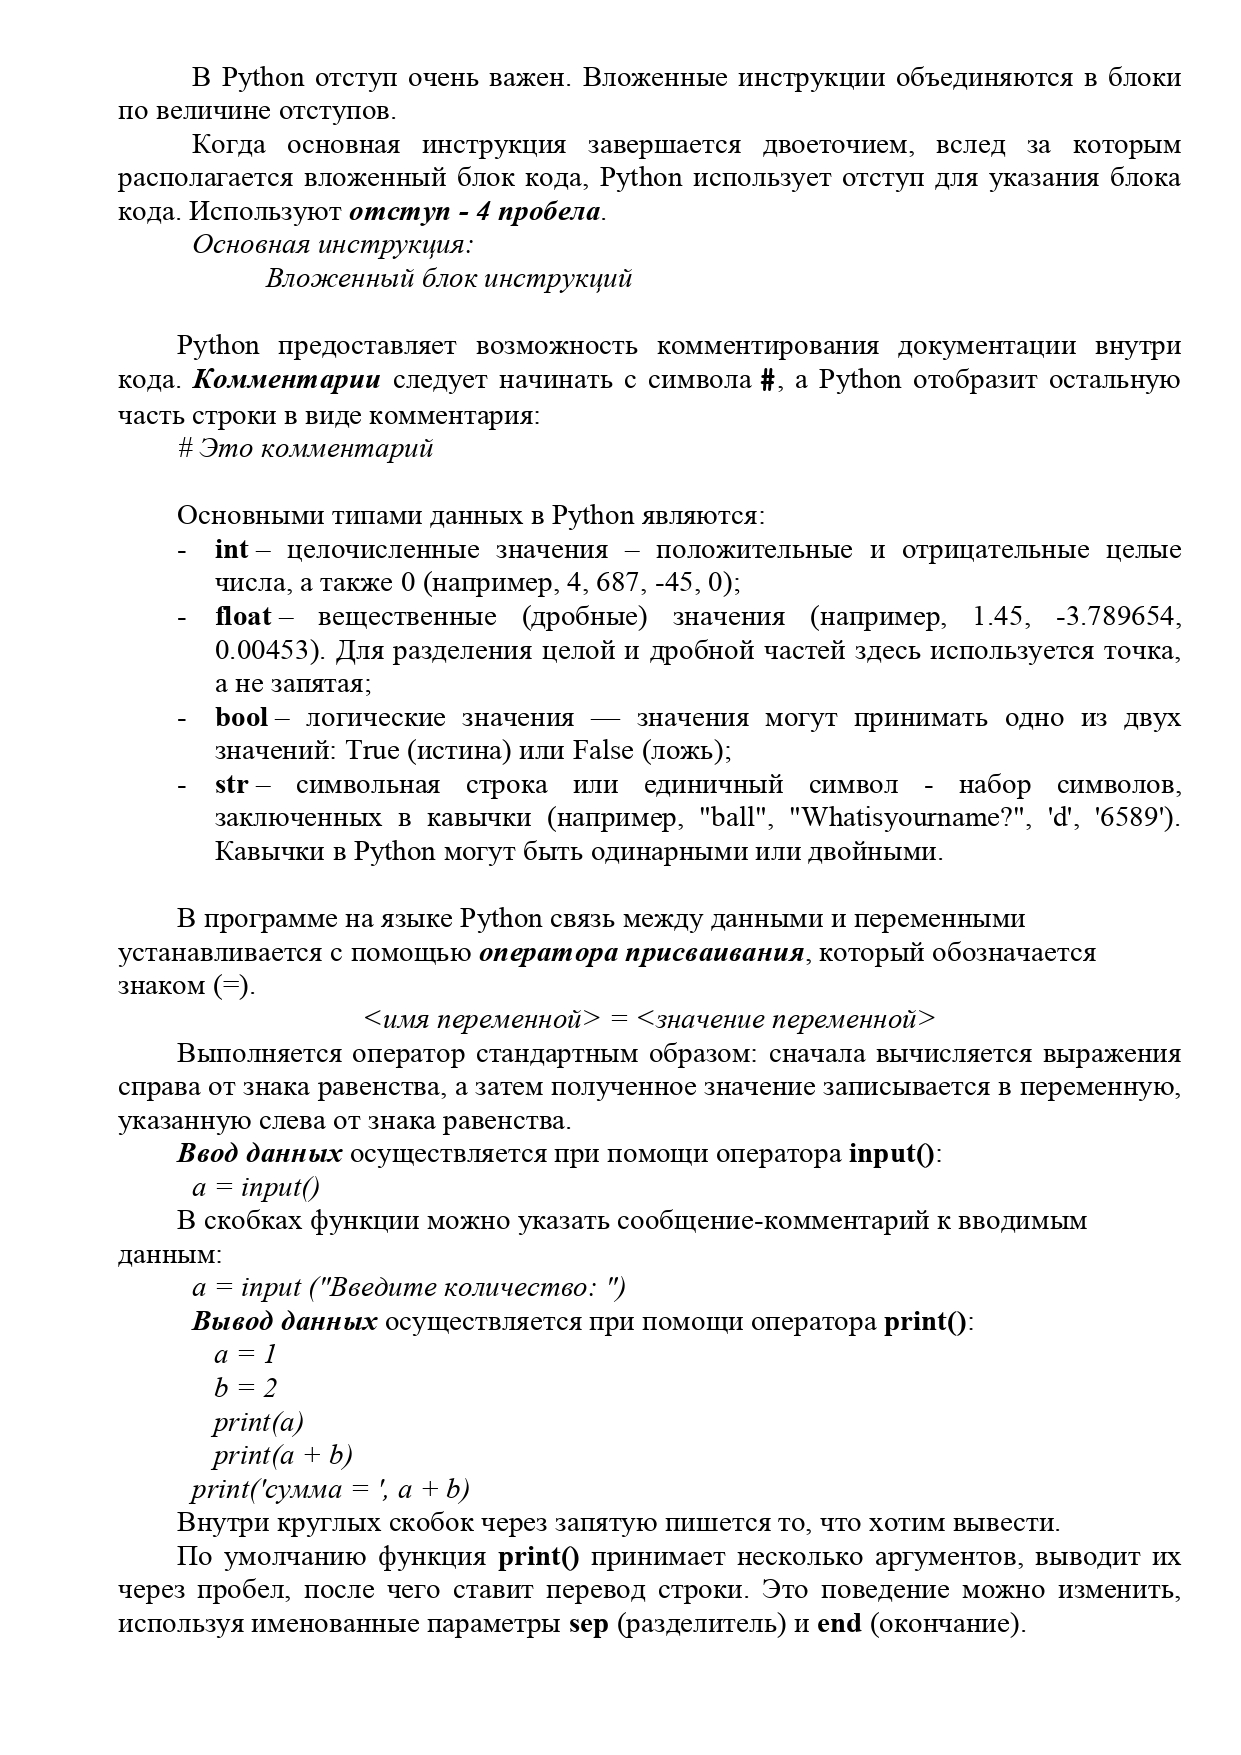 В Python отступ очень важен. Вложенные инструкции объединяются в блоки
по величине отступов.
Когда основная инструкция завершается двоеточием, вслед за которым
располагается вложенный блок кода, Python использует отступ для указания блока
кода. Используют отступ - 4 пробела.
Основная инструкция:
Вложенный блок инструкций
Python предоставляет возможность комментирования документации внутри
кода. Комментарии следует начинать с символа #, а Python отобразит остальную
часть строки в виде комментария:
# Это комментарий
Основными типами данных в Python являются:
- int – целочисленные значения – положительные и отрицательные целые
числа, а также 0 (например, 4, 687, -45, 0);
- float – вещественные (дробные) значения (например, 1.45, -3.789654,
0.00453). Для разделения целой и дробной частей здесь используется точка,
а не запятая;
- bool – логические значения — значения могут принимать одно из двух
значений: True (истина) или False (ложь);
- str – символьная строка или единичный символ - набор символов,
заключенных в кавычки (например, "ball", "Whatisyourname?", 'd', '6589').
Кавычки в Python могут быть одинарными или двойными.
В программе на языке Python связь между данными и переменными
устанавливается с помощью оператора присваивания, который обозначается
знаком (=).
<имя переменной> = <значение переменной>
Выполняется оператор стандартным образом: сначала вычисляется выражения
справа от знака равенства, а затем полученное значение записывается в переменную,
указанную слева от знака равенства.
Ввод данных осуществляется при помощи оператора input():
a = input()
В скобках функции можно указать сообщение-комментарий к вводимым
данным:
a = input ("Введите количество: ")
Вывод данных осуществляется при помощи оператора print():
a = 1
b = 2
print(a)
print(a + b)
print('сумма = ', a + b)
Внутри круглых скобок через запятую пишется то, что хотим вывести.
По умолчанию функция print() принимает несколько аргументов, выводит их
через пробел, после чего ставит перевод строки. Это поведение можно изменить,
используя именованные параметры sep (разделитель) и end (окончание).